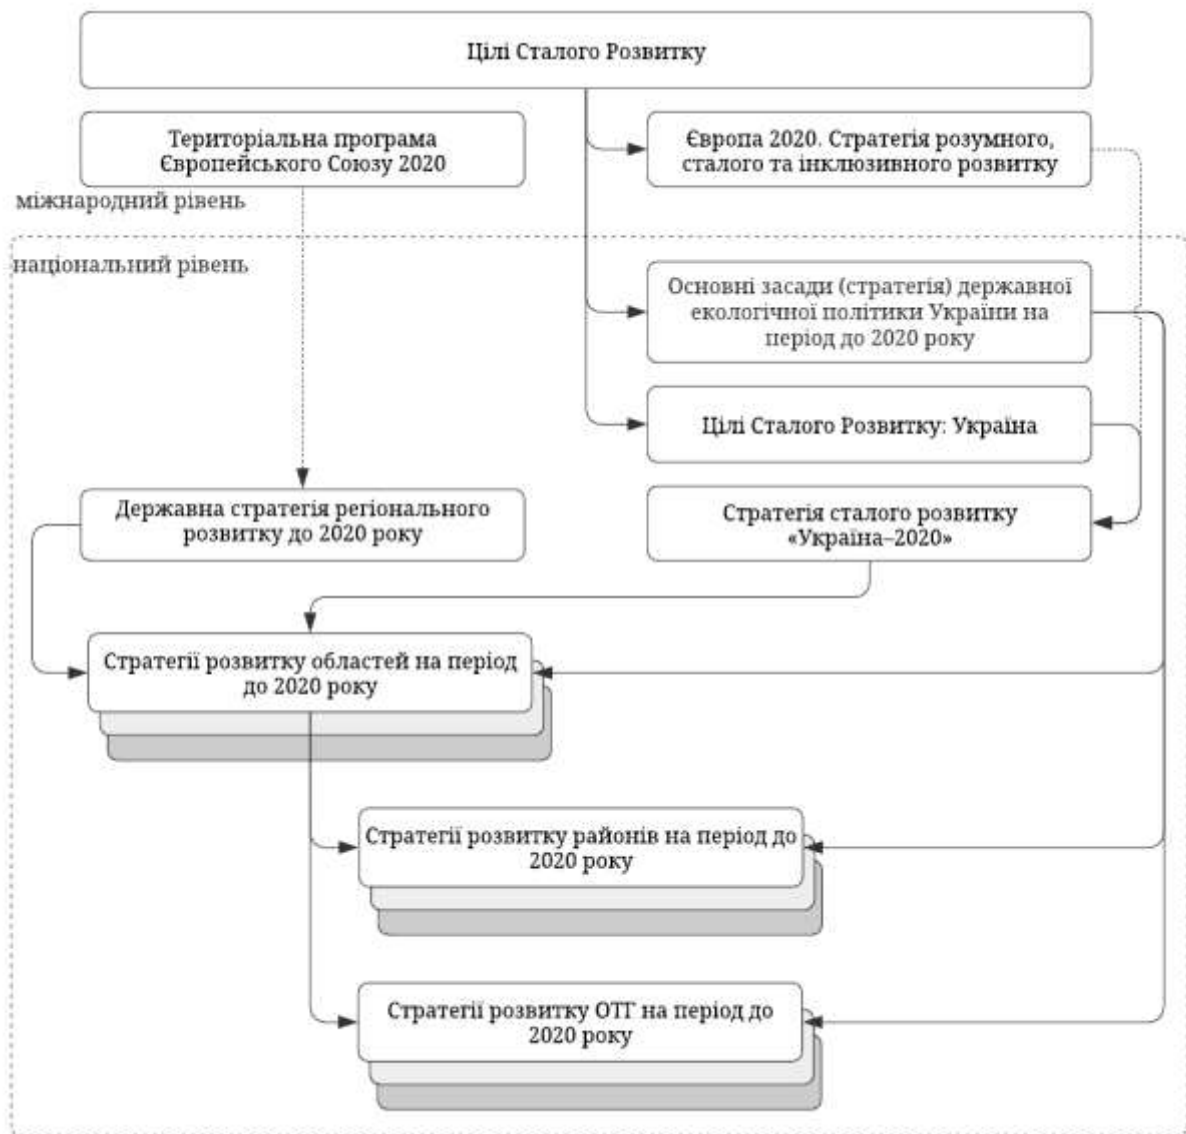 Цілі Сталого Розвитку
Територіальна програма
Європейського Союзу 2020
Європа 2020. Стратегія розумного,
сталого та інклюзивного розвитку
міжнародний рівень
національний рівень
Основні засади (стратегія) державної
екологічної політики України на
період до 2020 року
Цілі Сталого Розвитку: Україна
Державна стратегія регіонального
розвитку до 2020 року
Стратегія сталого розвитку
«Україна–2020»
Стратегії розвитку областей на період
до 2020 року
Стратегії розвитку районів на період до
2020 року
Стратегії розвитку ОТГ на період до
2020 року